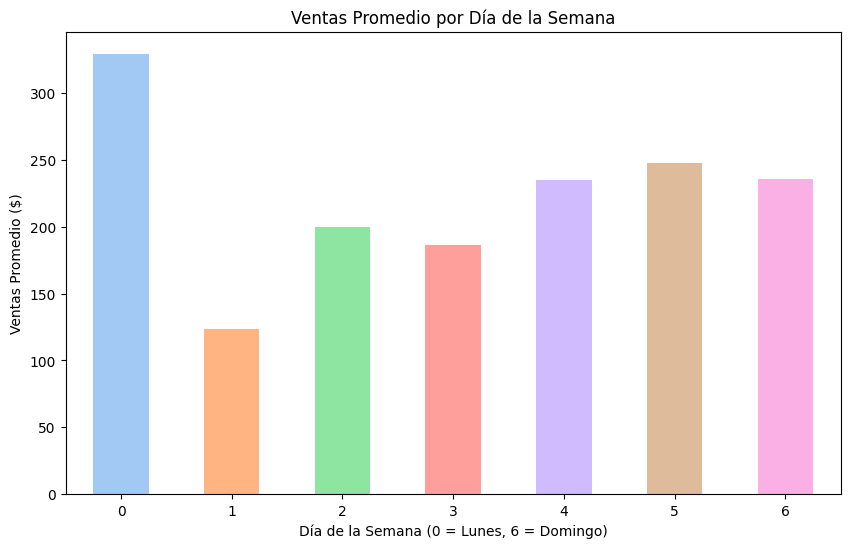 Ventas Promedio por Día de la Semana
Ventas Promedio ($)
300
250
200
150
100
50
0
0 1 2 3 4 5 6
Día de la Semana (0 = Lunes, 6 = Domingo)